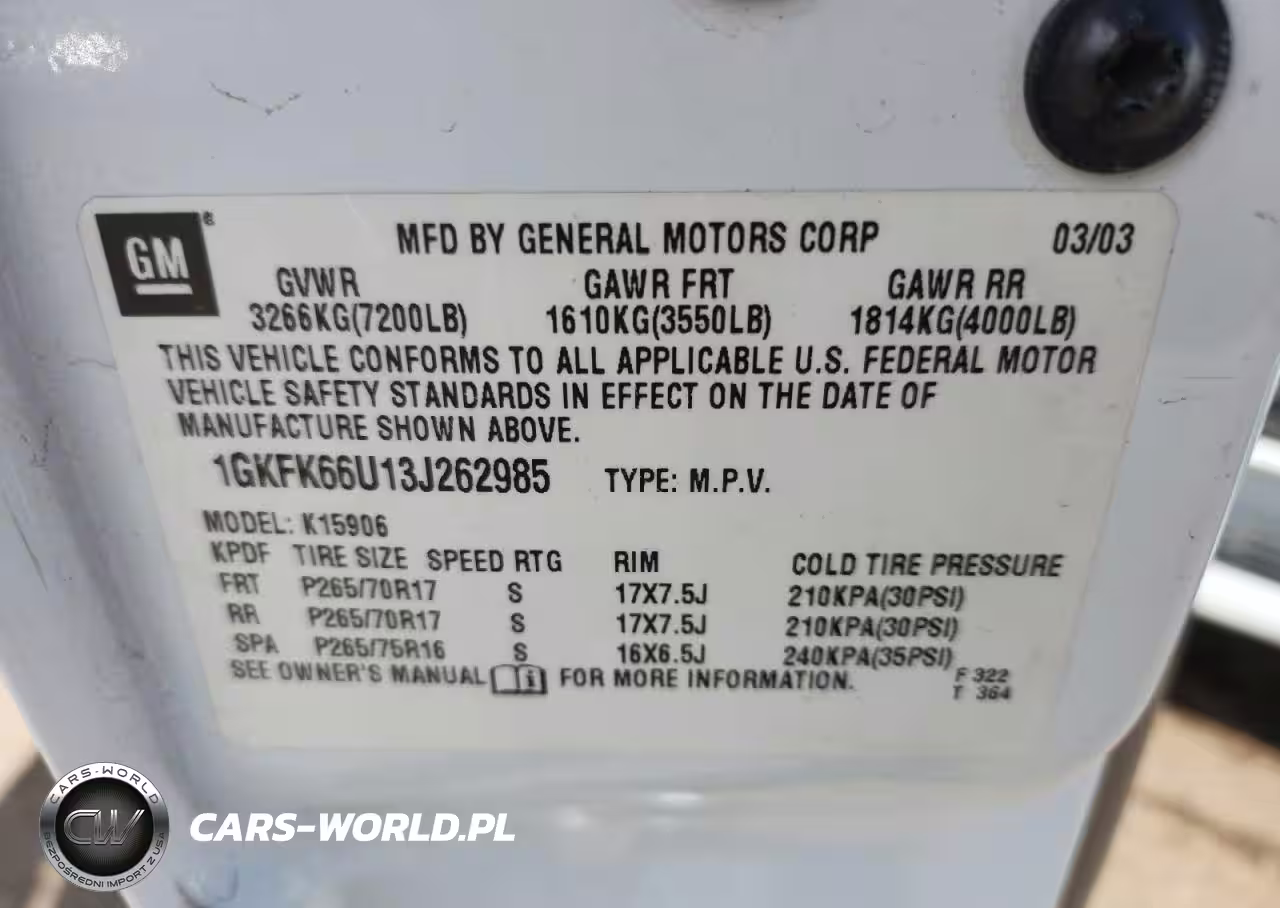 GM®
MFD BY GENERAL MOTORS CORP 03/03
GVWR GAWR FRT GAWR RR
3266KG(7200LB) 1610KG(3550LB) 1814KG(4000LB)
THIS VEHICLE CONFORMS TO ALL APPLICABLE U.S. FEDERAL MOTOR
VEHICLE SAFETY STANDARDS IN EFFECT ON THE DATE OF
MANUFACTURE SHOWN ABOVE.
1GKFK66U13J262985 TYPE: M.P.V.
MODEL: K15906
KPDF TIRE SIZE SPEED RTG RIM COLD TIRE PRESSURE
FRT P265/70R17 S 17X7.5J 210KPA(30PSI)
RR P265/70R17 S 17X7.5J 210KPA(30PSI)
SPA P265/75R16 S 16X6.5J 240KPA(35PSI)
SEE OWNER'S MANUAL FOR MORE INFORMATION.
F 322
T 364
CARS-WORLD
CW
BEZPOŚREDNI IMPORT Z USA
CARS-WORLD.PL